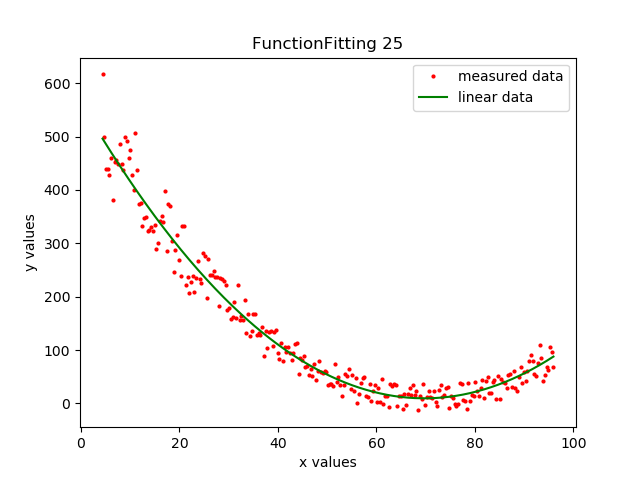 FunctionFitting 25
measured data
linear data
y values
600
500
400
300
200
100
0
0 20 40 60 80 100
x values